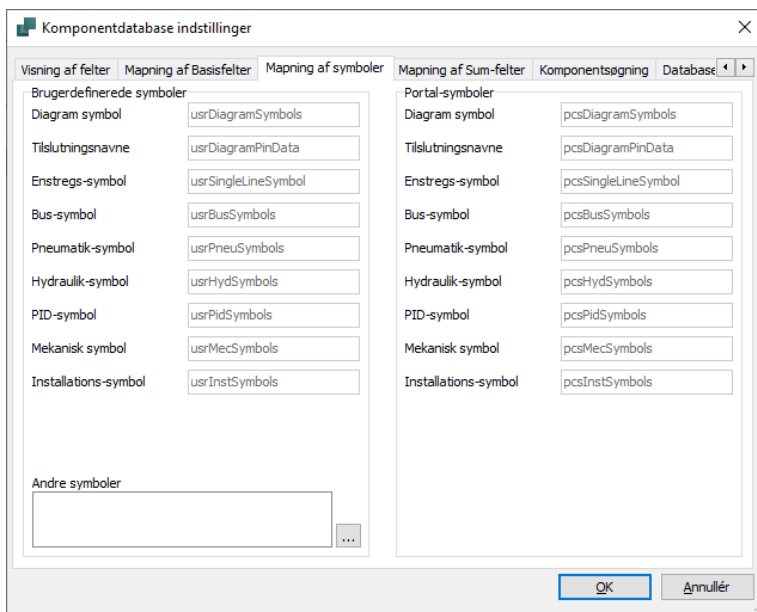 Komponentdatabase indstillinger
Visning af felter Mapning af Basisfelter Mapning af symboler Mapning af Sum-felter Komponentsøgning Database
Brugerdefinerede symboler
Diagram symbol usrDiagramSymbols
Tilslutningsnavne usrDiagramPinData
Enstregs-symbol usrSingleLineSymbol
Bus-symbol usrBusSymbols
Pneumatik-symbol usrPneuSymbols
Hydraulik-symbol usrHydSymbols
PID-symbol usrPidSymbols
Mekanisk symbol usrMecSymbols
Installations-symbol usrInstSymbols
Andre symboler
...
Portal-symboler
Diagram symbol pcsDiagramSymbols
Tilslutningsnavne pcsDiagramPinData
Enstregs-symbol pcsSingleLineSymbol
Bus-symbol pcsBusSymbols
Pneumatik-symbol pcsPneuSymbols
Hydraulik-symbol pcsHydSymbols
PID-symbol pcsPidSymbols
Mekanisk symbol pcsMecSymbols
Installations-symbol pcsInstSymbols
OK Annullér